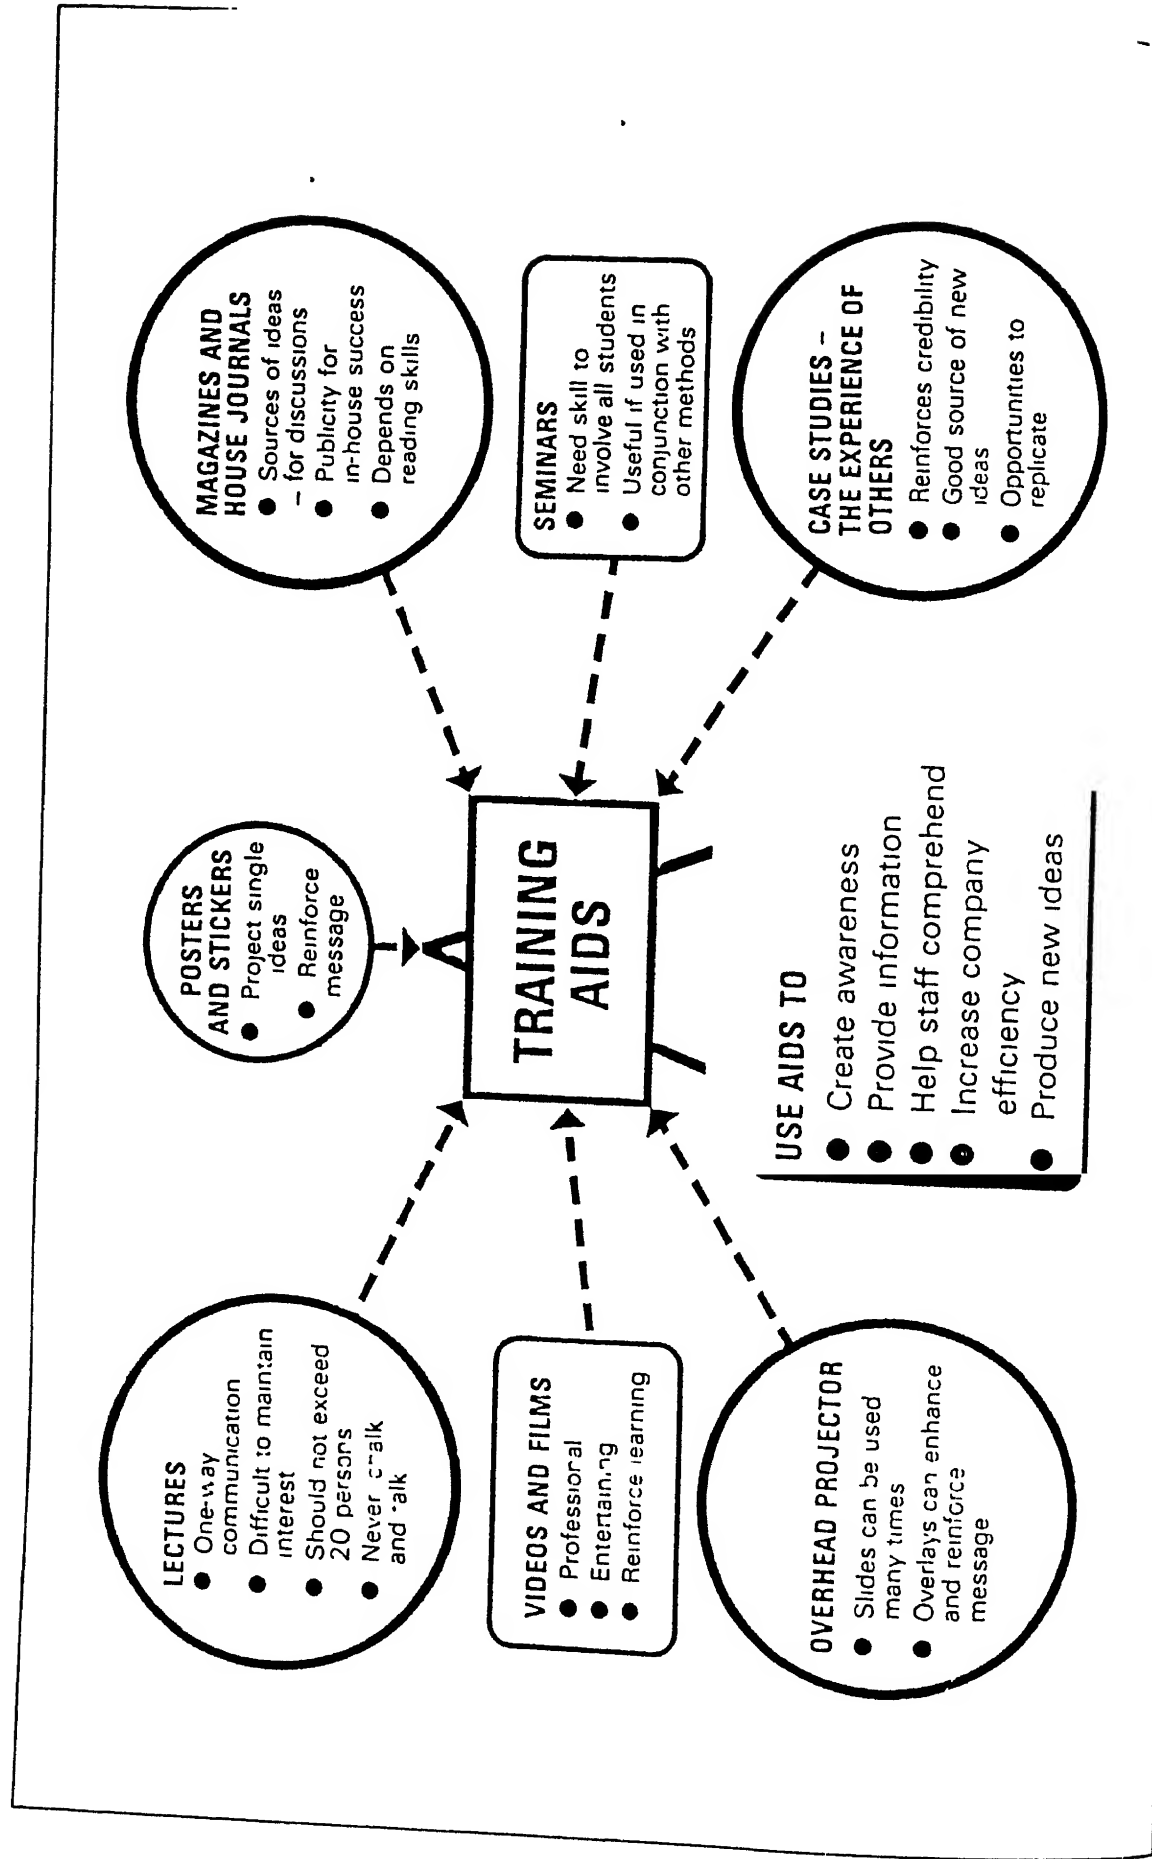 LECTURES
One-way
communication
Difficult to maintain
interest
Should not exceed
20 persons
Never chalk
and talk
POSTERS
AND STICKERS
Project single
ideas
Reinforce
message
MAGAZINES AND
HOUSE JOURNALS
Sources of ideas
– for discussions
Publicity for
in-house success
Depends on
reading skills
VIDEOS AND FILMS
Professional
Entertaining
Reinforce learning
TRAINING
AIDS
SEMINARS
Need skill to
involve all students
Useful if used in
conjunction with
other methods
OVERHEAD PROJECTOR
Slides can be used
many times
Overlays can enhance
and reinforce
message
USE AIDS TO
Create awareness
Provide information
Help staff comprehend
Increase company
efficiency
Produce new ideas
CASE STUDIES –
THE EXPERIENCE OF
OTHERS
Reinforces credibility
Good source of new
ideas
Opportunities to
replicate